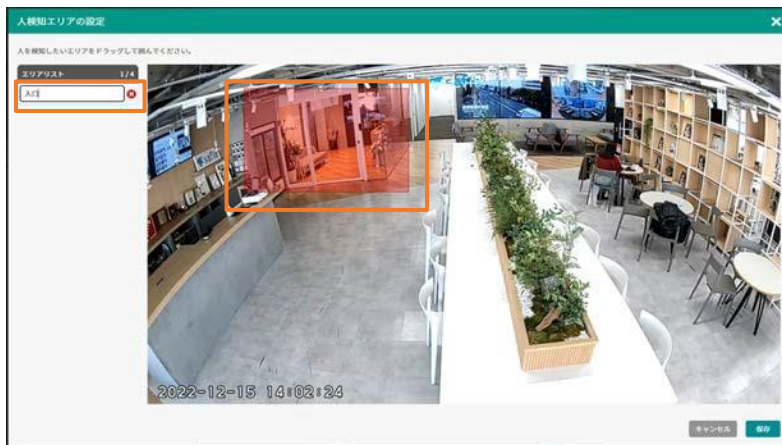 人検知エリアの設定
人を検知したいエリアをドラッグして囲んでください。
エリアリスト 1/4
入口
2022-12-15 14:02:24
キャンセル 保存